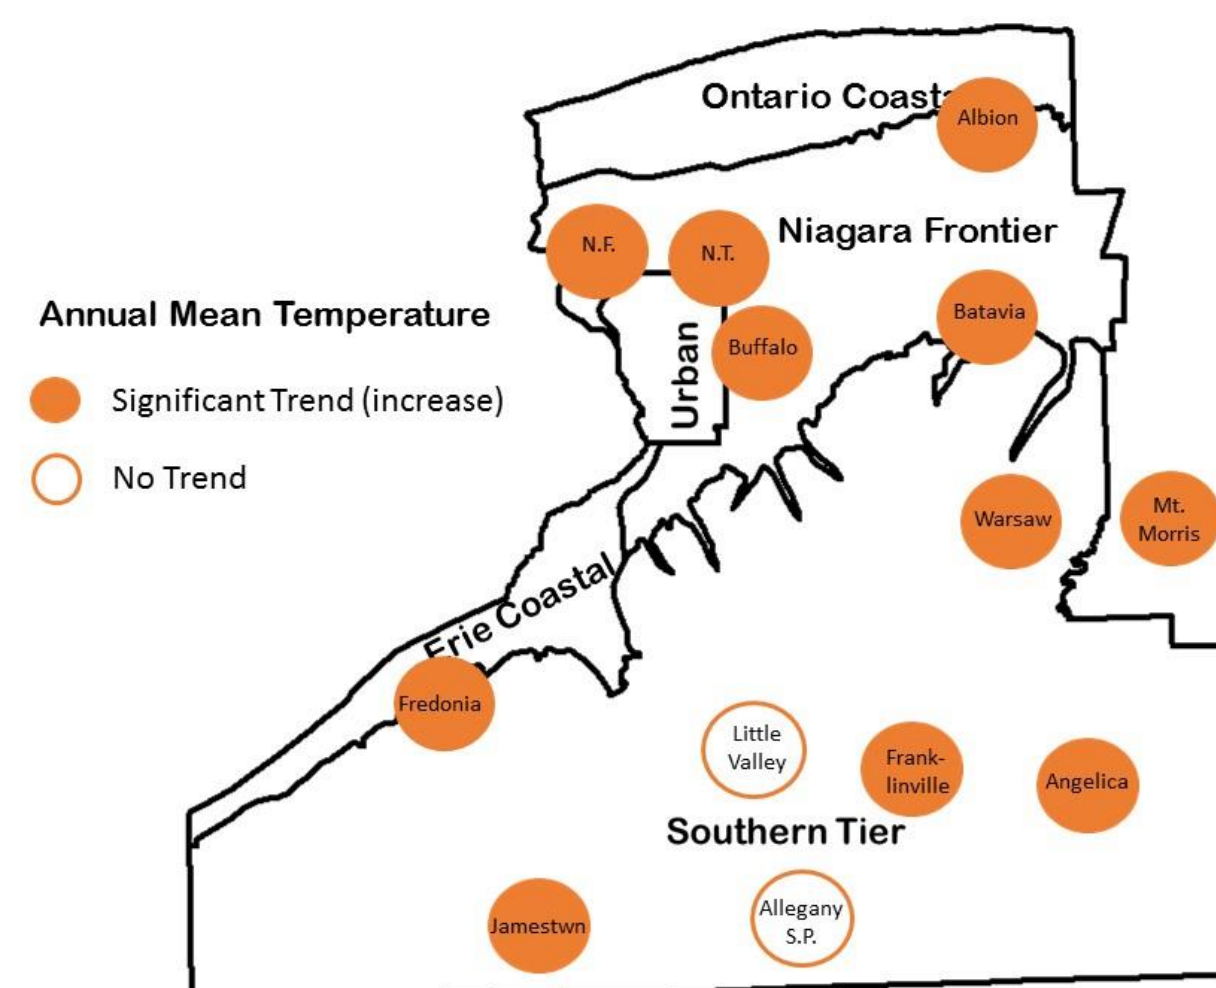 Ontario Coasta
Albion
N.F.
N.T.
Niagara Frontier
Annual Mean Temperature
Batavia
Urban
Buffalo
Significant Trend (increase)
No Trend
Warsaw
Mt.
Morris
Erie Coastal
Fredonia
Little
Valley
Frank-
linville
Angelica
Southern Tier
Jamestwn
Allegany
S.P.